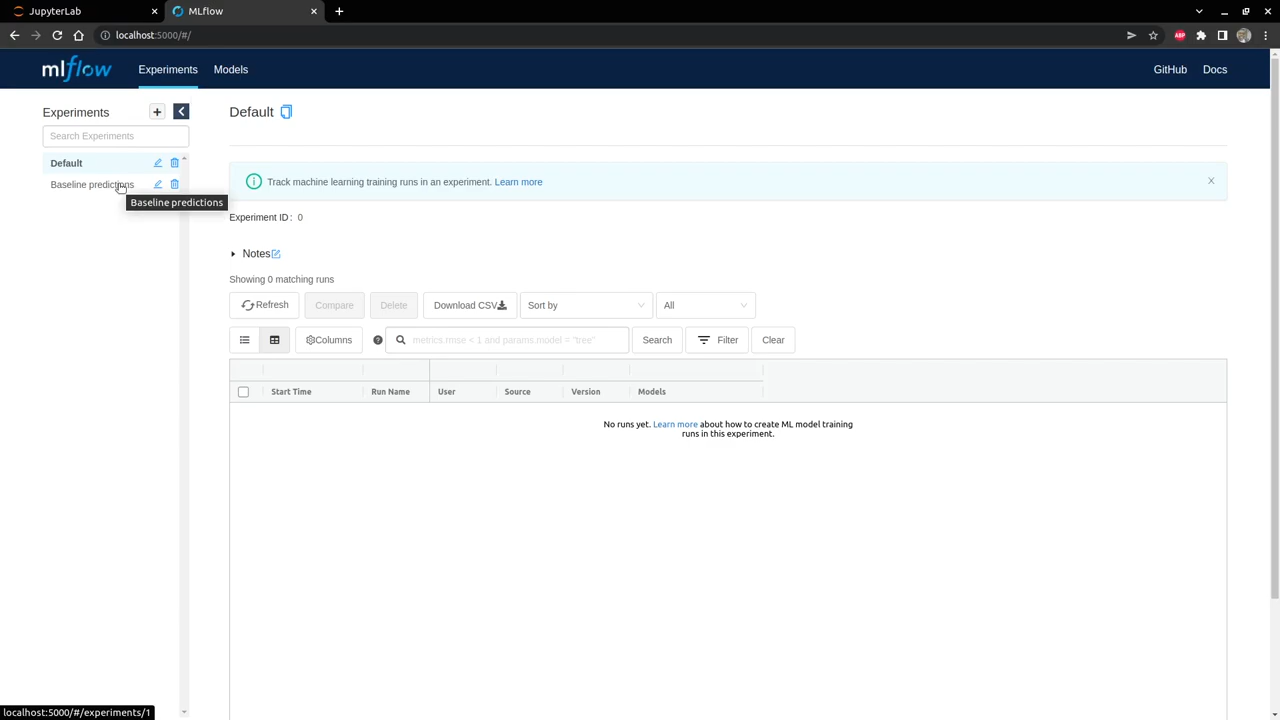 JupyterLab
MLflow
localhost:5000/#/
ABP
mlflow
Experiments
Models
GitHub
Docs
Experiments
Search Experiments
Default
Baseline predictions
Baseline predictions
Default
Track machine learning training runs in an experiment. Learn more
Experiment ID: 0
Notes
Showing 0 matching runs
Refresh
Compare
Delete
Download CSV
Sort by
All
Columns
metrics.rmse < 1 and params.model = "tree"
Search
Filter
Clear
Start Time
Run Name
User
Source
Version
Models
No runs yet. Learn more about how to create ML model training
runs in this experiment.
localhost:5000/#/experiments/1